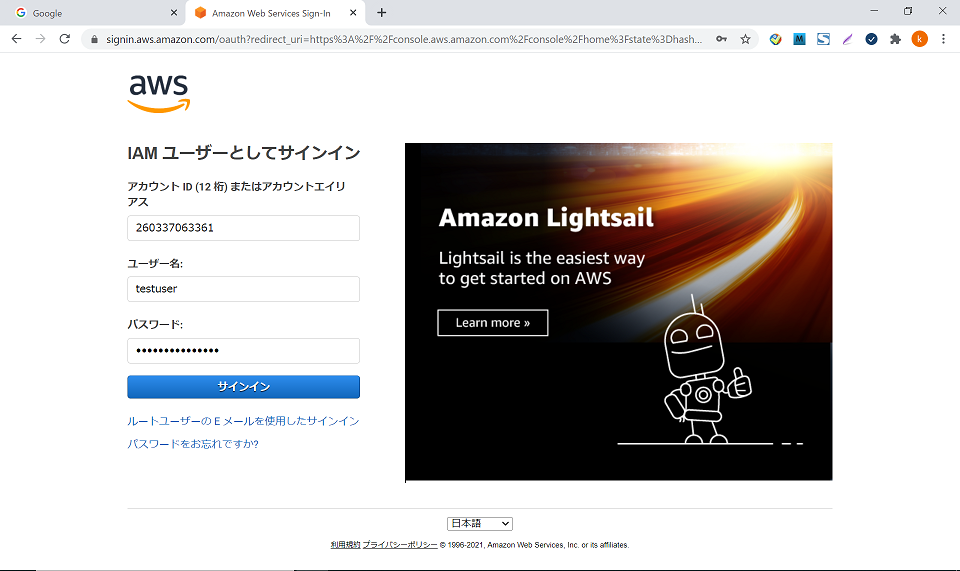 Google
Amazon Web Services Sign-In
signin.aws.amazon.com/oauth?redirect_uri=https%3A%2F%2Fconsole.aws.amazon.com%2Fconsole%2Fhome%3Fstate%3Dhash...
k
aws
IAM ユーザーとしてサインイン
アカウント ID (12 桁) またはアカウントエイリ
アス
260337063361
ユーザー名:
testuser
パスワード:
•••••••••••••••
サインイン
ルートユーザーの E メールを使用したサインイン
パスワードをお忘れですか?
Amazon Lightsail
Lightsail is the easiest way
to get started on AWS
Learn more »
日本語
利用規約 プライバシーポリシー © 1996-2021, Amazon Web Services, Inc. or its affiliates.